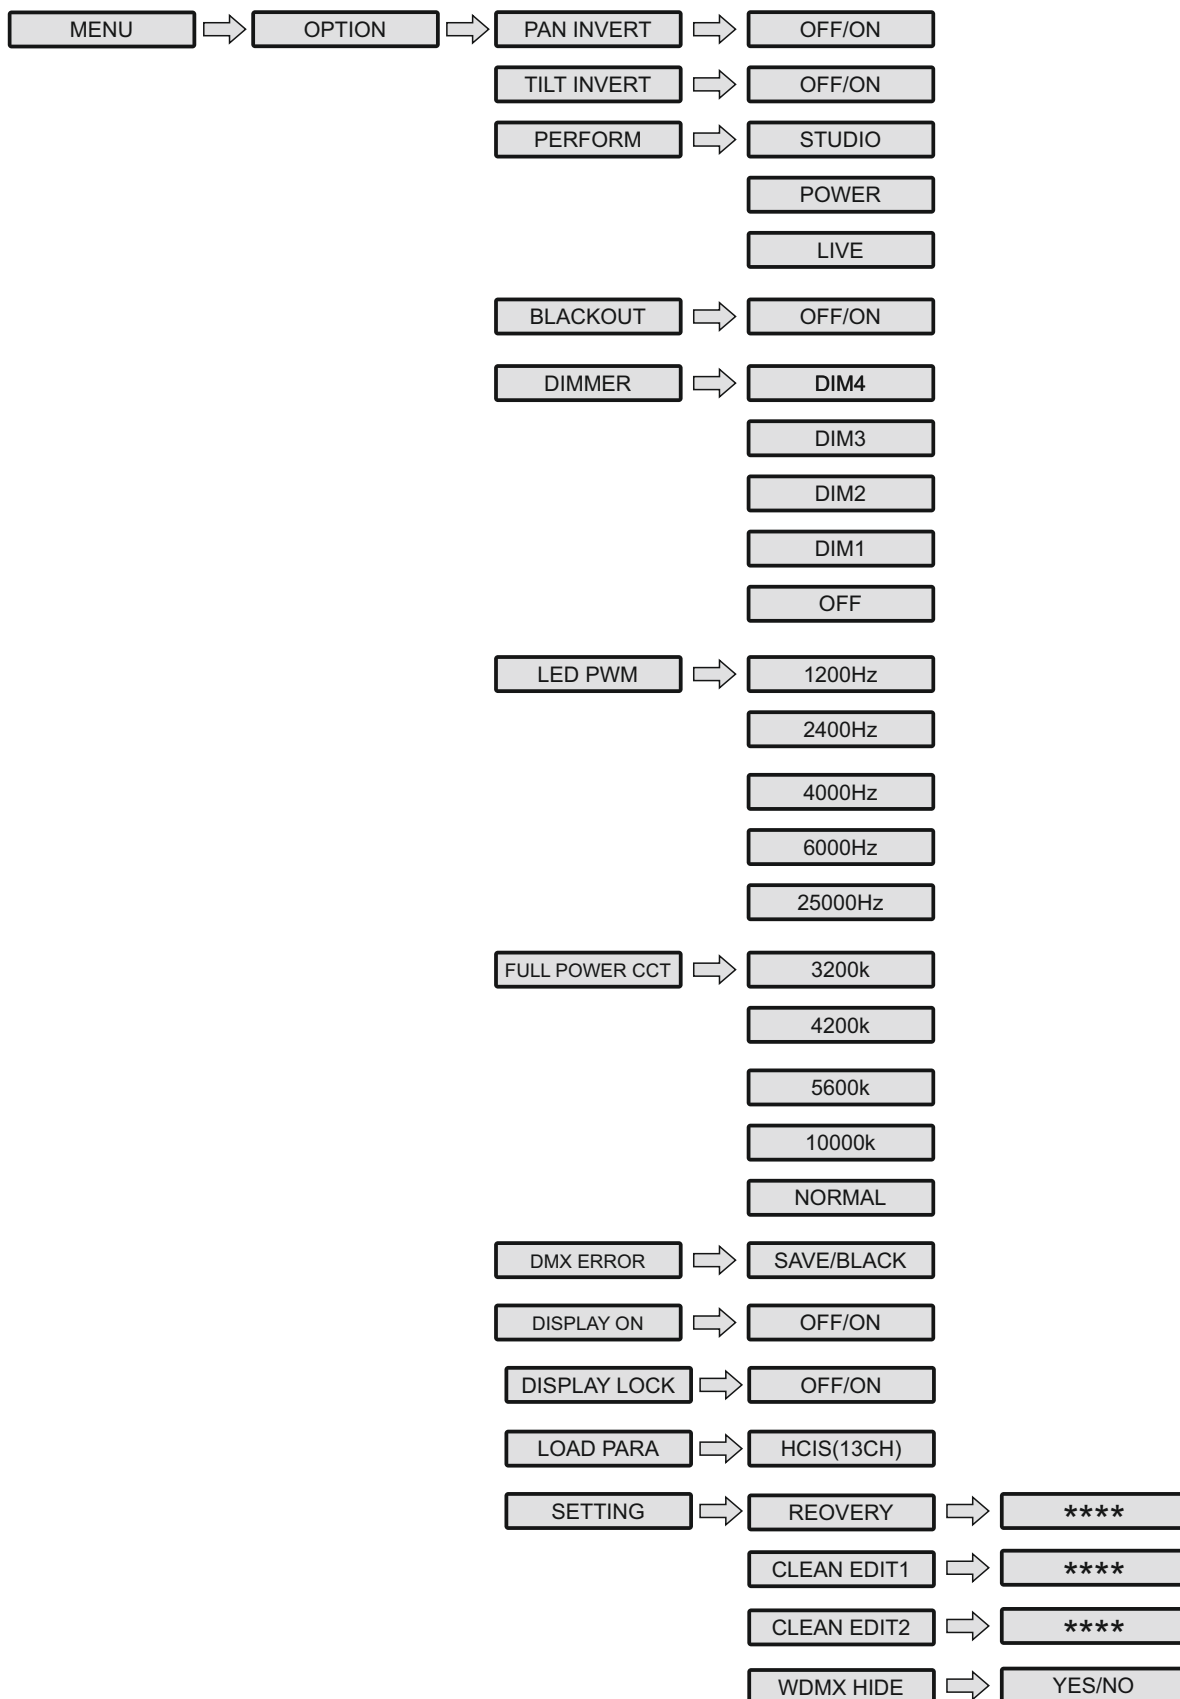 MENU OPTION PAN INVERT OFF/ON
TILT INVERT OFF/ON
PERFORM STUDIO
POWER
LIVE
BLACKOUT OFF/ON
DIMMER DIM4
DIM3
DIM2
DIM1
OFF
LED PWM 1200Hz
2400Hz
4000Hz
6000Hz
25000Hz
FULL POWER CCT 3200k
4200k
5600k
10000k
NORMAL
DMX ERROR SAVE/BLACK
DISPLAY ON OFF/ON
DISPLAY LOCK OFF/ON
LOAD PARA HCIS(13CH)
SETTING REOVERY ****
CLEAN EDIT1 ****
CLEAN EDIT2 ****
WDMX HIDE YES/NO